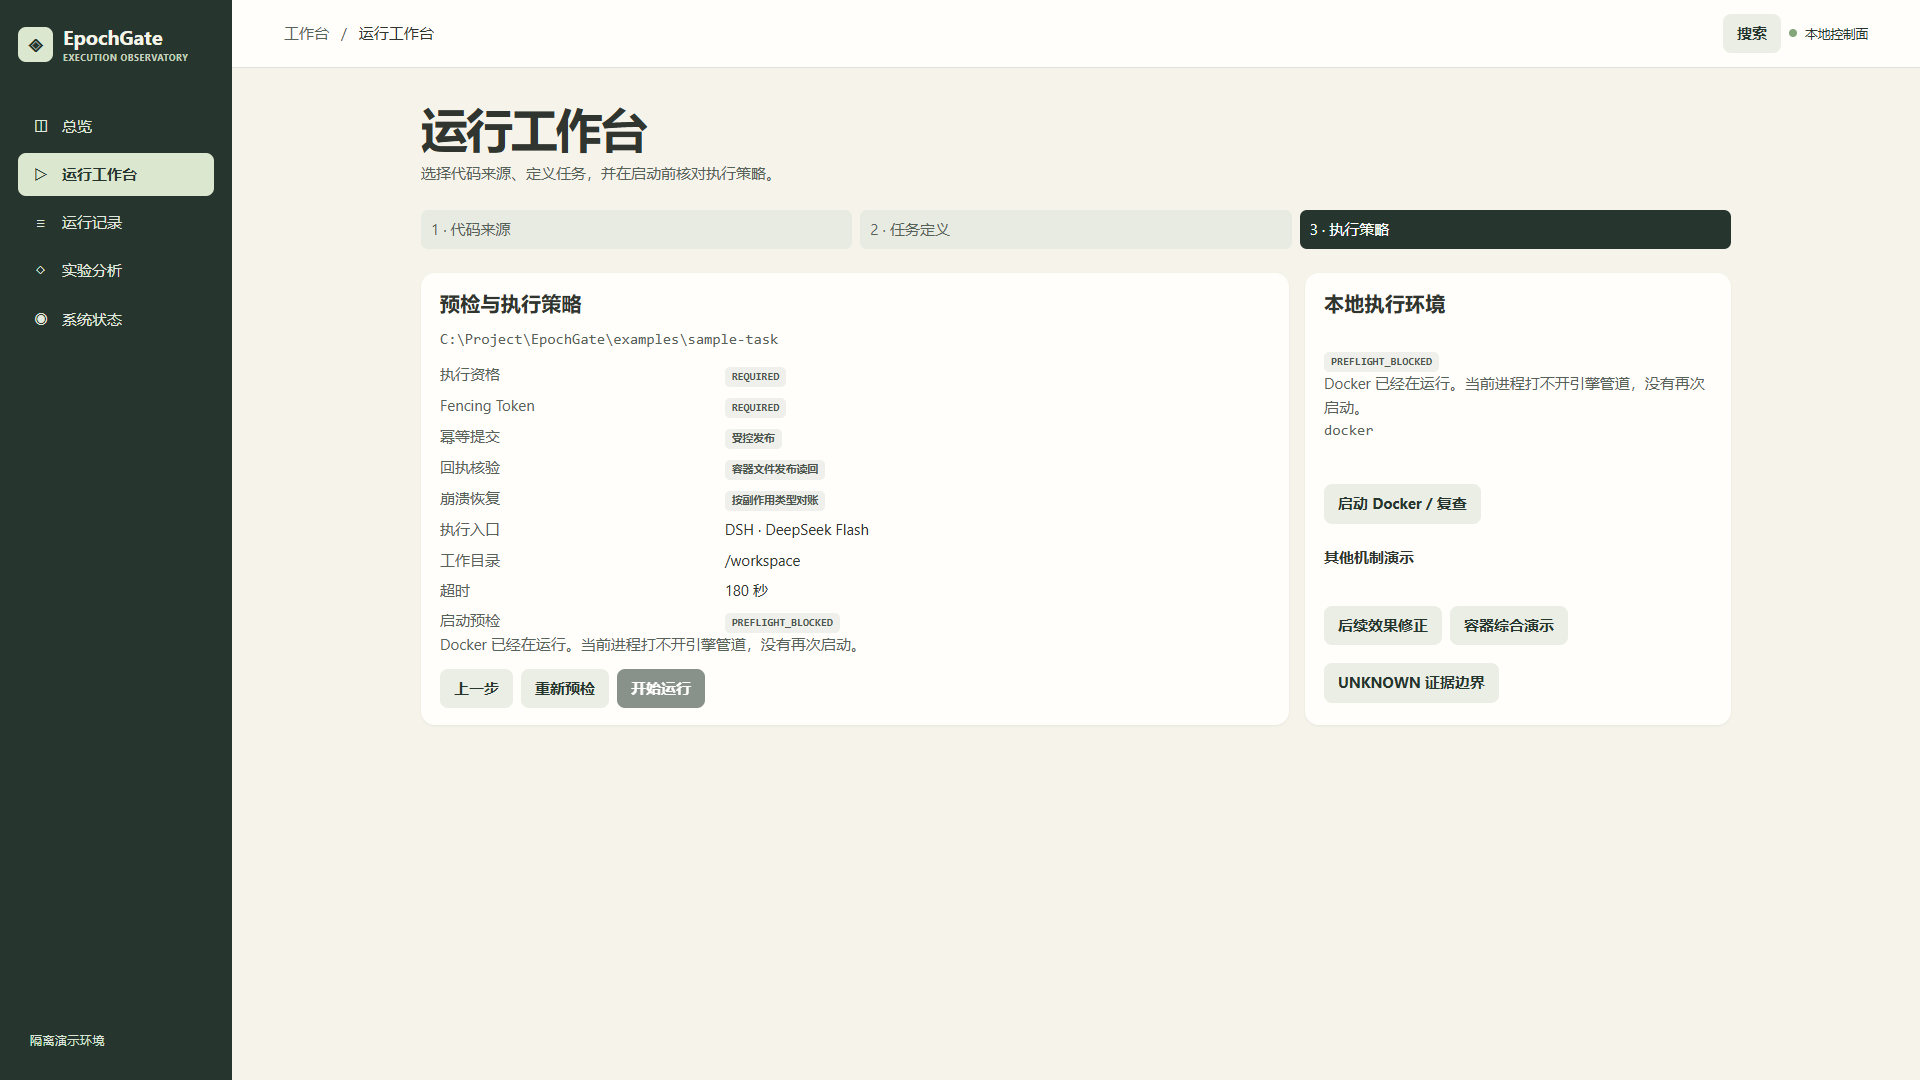 EpochGate
EXECUTION OBSERVATORY
总览
运行工作台
运行记录
实验分析
系统状态
隔离演示环境
工作台 / 运行工作台
搜索
本地控制面
运行工作台
选择代码来源、定义任务，并在启动前核对执行策略。
1 · 代码来源
2 · 任务定义
3 · 执行策略
预检与执行策略
C:\Project\EpochGate\examples\sample-task
执行资格 REQUIRED
Fencing Token REQUIRED
幂等提交 受控发布
回执核验 容器文件发布读回
崩溃恢复 按副作用类型对账
执行入口 DSH · DeepSeek Flash
工作目录 /workspace
超时 180 秒
启动预检 PREFLIGHT_BLOCKED
Docker 已经在运行。当前进程打不开引擎管道，没有再次启动。
上一步 重新预检 开始运行
本地执行环境
PREFLIGHT_BLOCKED
Docker 已经在运行。当前进程打不开引擎管道，没有再次
启动。
docker
启动 Docker / 复查
其他机制演示
后续效果修正 容器综合演示
UNKNOWN 证据边界